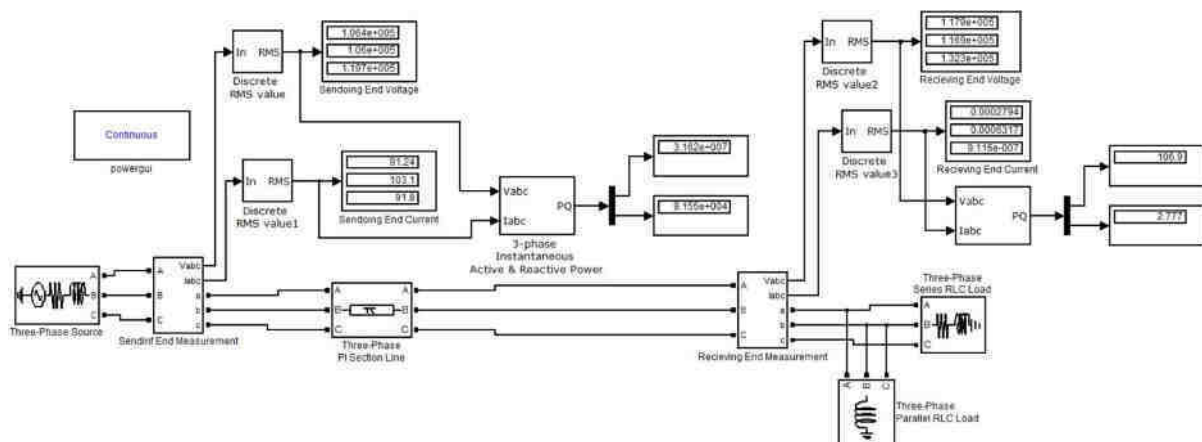 1.064e+005
1.06e+005
1.197e+005
Sendoing End Voltage
In RMS
Discrete
RMS value
Continuous
powergui
In RMS
Discrete
RMS value1
91.24
103.1
91.8
Sendoing End Current
Vabc
Iabc
PQ
3-phase
Instantaneous
Active & Reactive Power
3.162e+007
In RMS
Discrete
RMS value2
1.179e+005
1.169e+005
1.323e+005
Recieving End Voltage
In RMS
Discrete
RMS value3
0.0002794
0.0006317
9.115e-007
Recieving End Current
Vabc
Iabc
PQ
106.9
2.777
A
B
C
Three-Phase Source
A
B
C
Vabc
Iabc
a
b
c
Sendinf End Measurement
A A
B B
C C
Three-Phase
PI Section Line
A
B
C
Vabc
Iabc
a
b
c
Recieving End Measurement
Three-Phase
Series RLC Load
A
B
C
A B C
Three-Phase
Parallel RLC Load